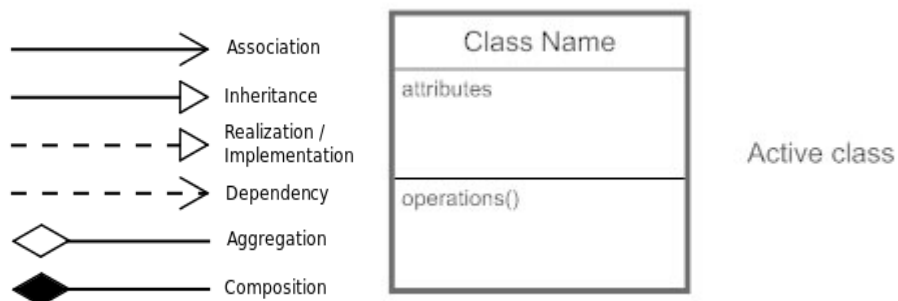 Association
Inheritance
Realization /
Implementation
Dependency
Aggregation
Composition
Class Name
attributes
operations()
Active class